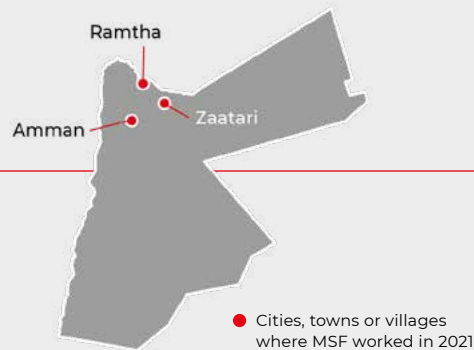 Ramtha
Zaatari
Amman
Cities, towns or villages
where MSF worked in 2021